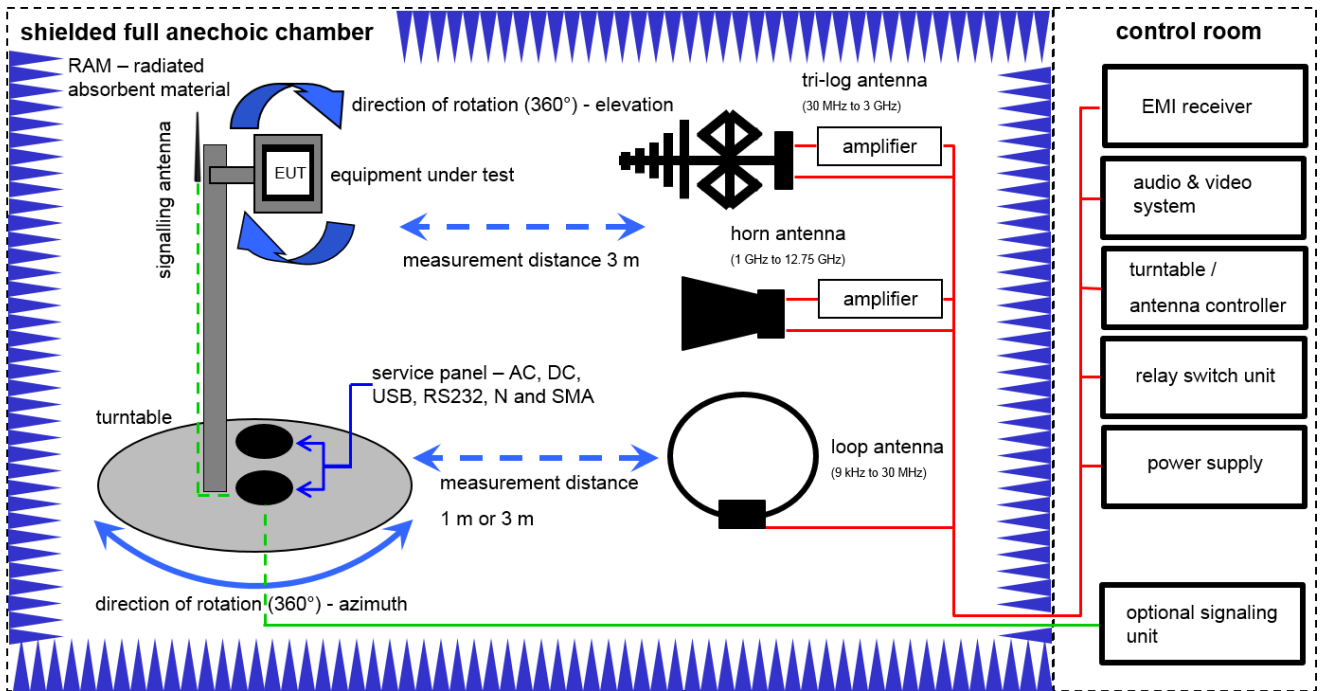 shielded full anechoic chamber
control room
RAM – radiated
absorbent material
signalling antenna
direction of rotation (360°) - elevation
EUT
equipment under test
measurement distance 3 m
tri-log antenna
(30 MHz to 3 GHz)
amplifier
horn antenna
(1 GHz to 12.75 GHz)
amplifier
service panel – AC, DC,
USB, RS232, N and SMA
turntable
measurement distance
1 m or 3 m
loop antenna
(9 kHz to 30 MHz)
direction of rotation (360°) - azimuth
EMI receiver
audio & video
system
turntable /
antenna controller
relay switch unit
power supply
optional signaling
unit